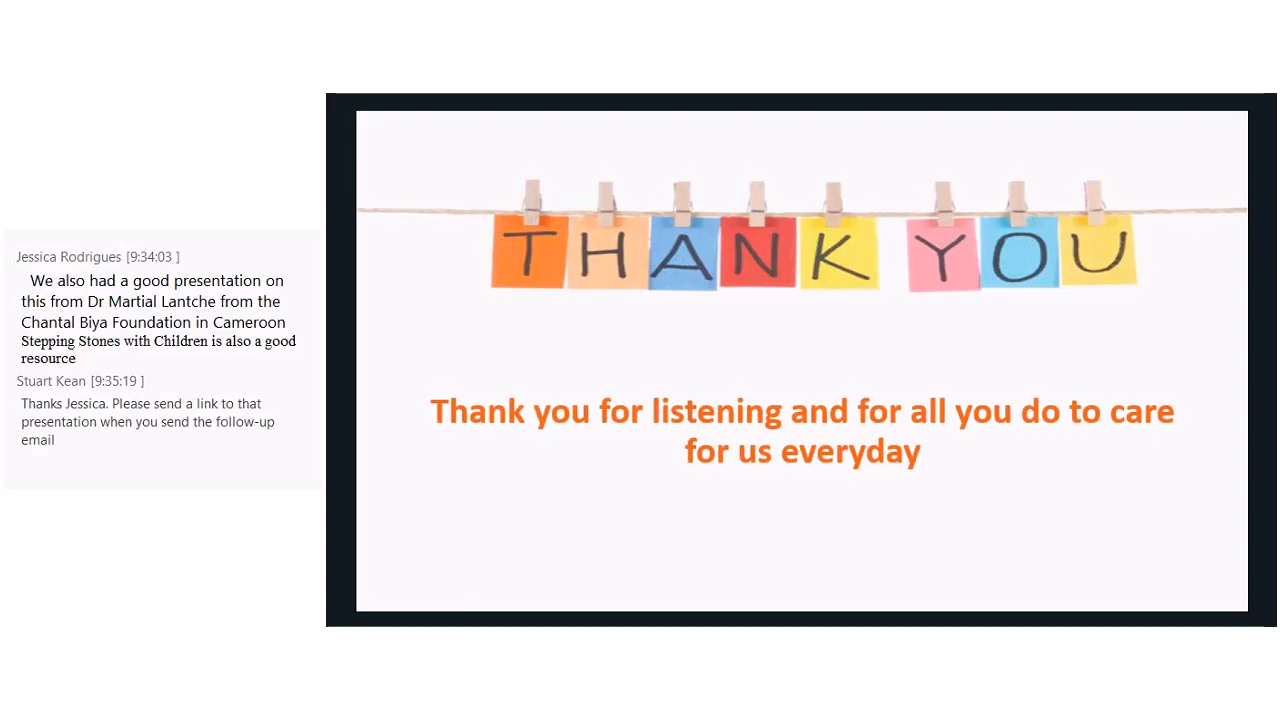 Jessica Rodrigues [9:34:03 ]
We also had a good presentation on
this from Dr Martial Lantche from the
Chantal Biya Foundation in Cameroon
Stepping Stones with Children is also a good
resource
Stuart Kean [9:35:19 ]
Thanks Jessica. Please send a link to that
presentation when you send the follow-up
email
THANK YOU
Thank you for listening and for all you do to care
for us everyday